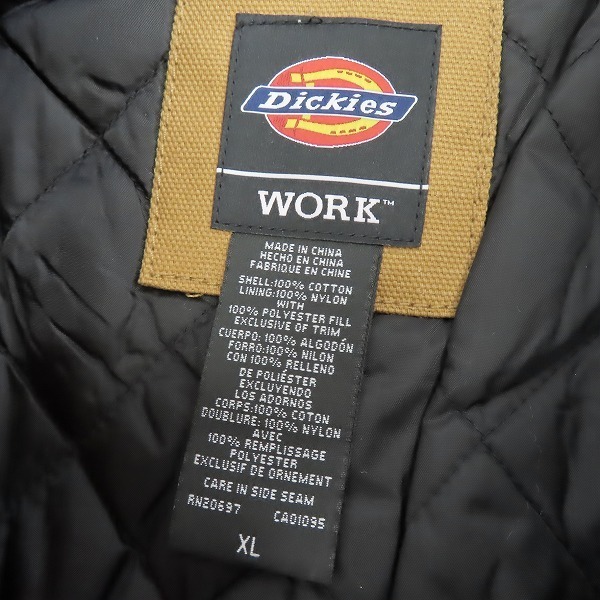 Dickies
WORK™
MADE IN CHINA
HECHO EN CHINA
FABRIQUE EN CHINE
SHELL:100% COTTON
LINING:100% NYLON
WITH
100% POLYESTER FILL
EXCLUSIVE OF TRIM
CUERPO: 100% ALGODÓN
FORRO:100% NILON
CON 100% RELLENO
DE POLIÉSTER
EXCLUYENDO
LOS ADORNOS
CORPS:100% COTON
DOUBLURE: 100% NYLON
AVEC
100% REMPLISSAGE
POLYESTER
EXCLUSIF DE ORNEMENT
CARE IN SIDE SEAM
RN20697 CA01095
XL